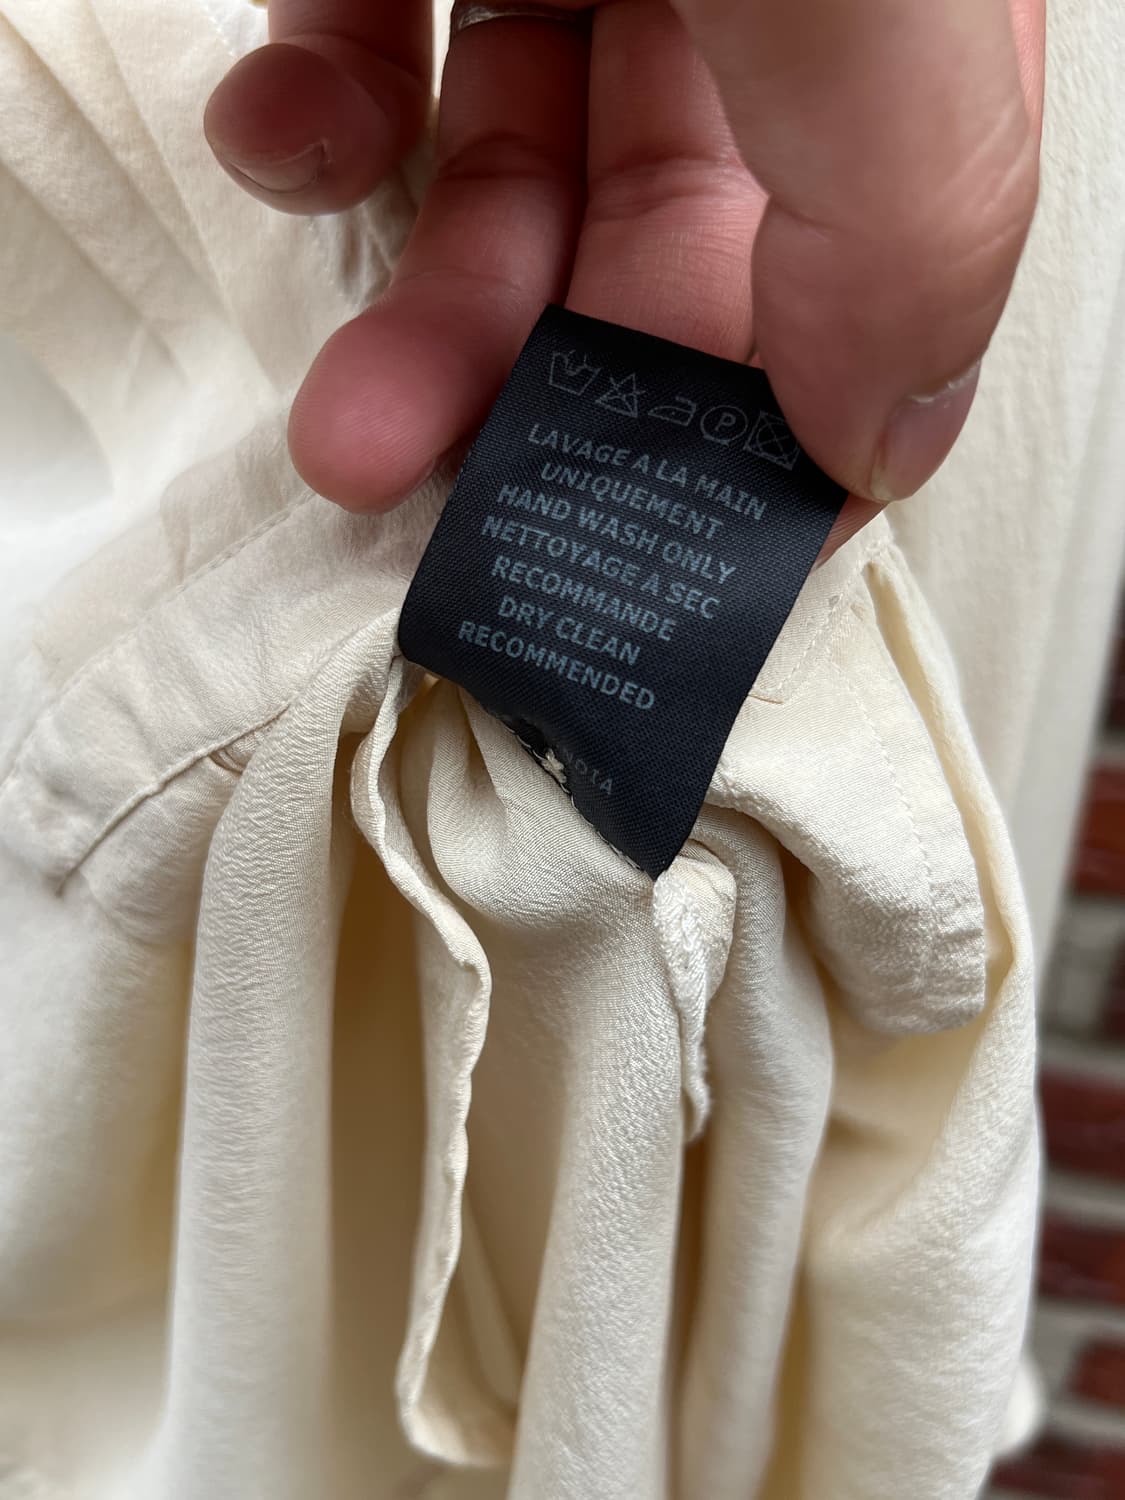 P
LAVAGE A LA MAIN
UNIQUEMENT
HAND WASH ONLY
NETTOYAGE A SEC
RECOMMANDE
DRY CLEAN
RECOMMENDED